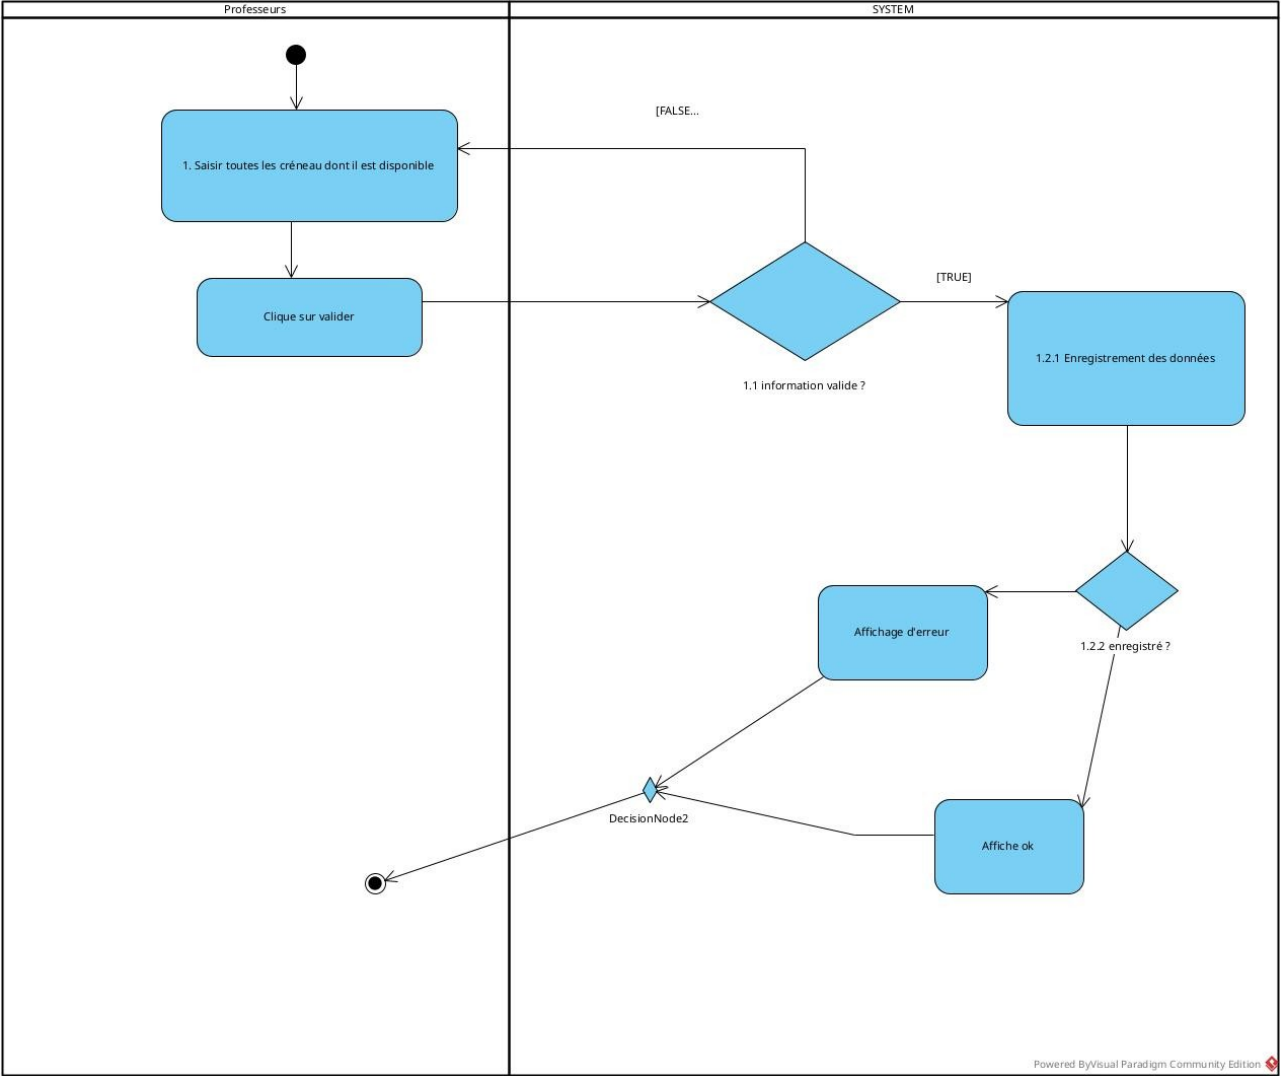 Professeurs
SYSTEM
[FALSE...
1. Saisir toutes les créneau dont il est disponible
[TRUE]
Clique sur valider
1.2.1 Enregistrement des données
1.1 information valide ?
Affichage d'erreur
1.2.2 enregistré ?
DecisionNode2
Affiche ok
Powered ByVisual Paradigm Community Edition